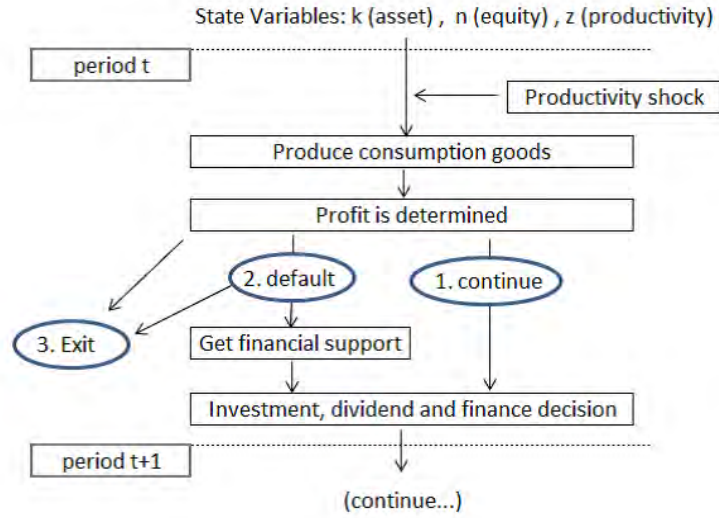 State Variables: k (asset) , n (equity) , z (productivity)
period t
Productivity shock
Produce consumption goods
Profit is determined
2. default
1. continue
3. Exit
Get financial support
Investment, dividend and finance decision
period t+1
(continue...)